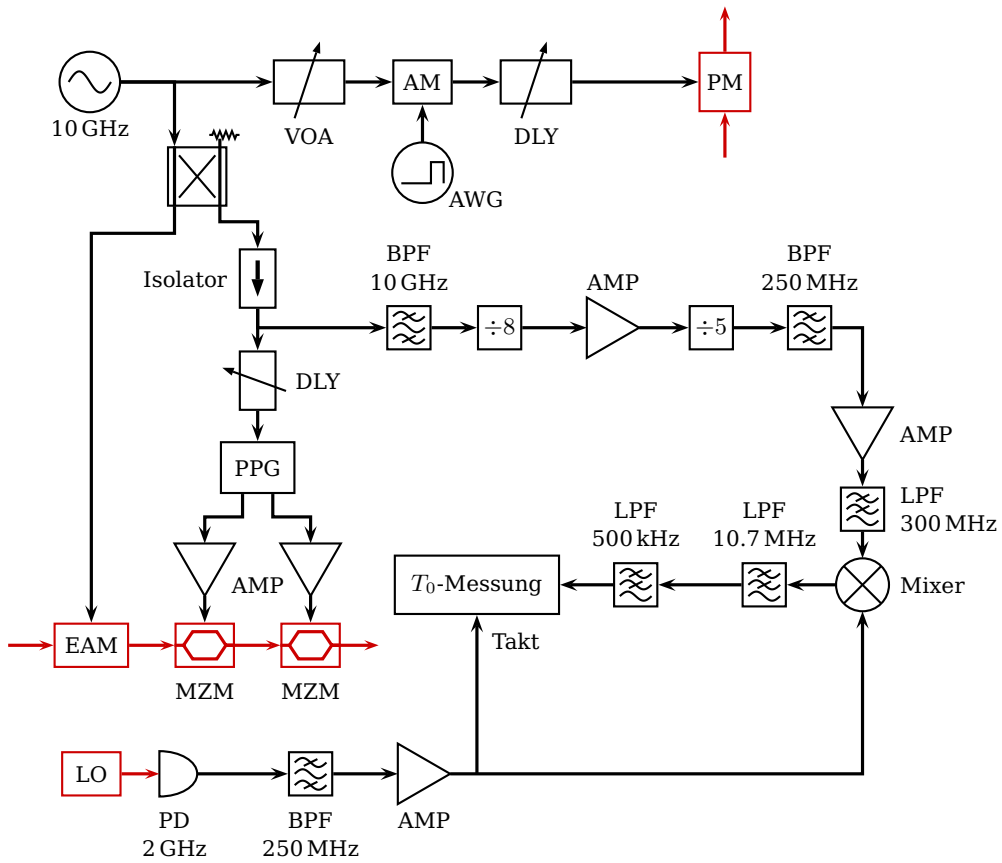 10 GHz
VOA
AM
AWG
DLY
PM
Isolator
BPF
10 GHz
÷8
AMP
÷5
BPF
250 MHz
DLY
AMP
PPG
LPF
300 MHz
AMP
LPF
500 kHz
LPF
10.7 MHz
T₀-Messung
Mixer
EAM
MZM
MZM
Takt
LO
PD
2 GHz
BPF
250 MHz
AMP